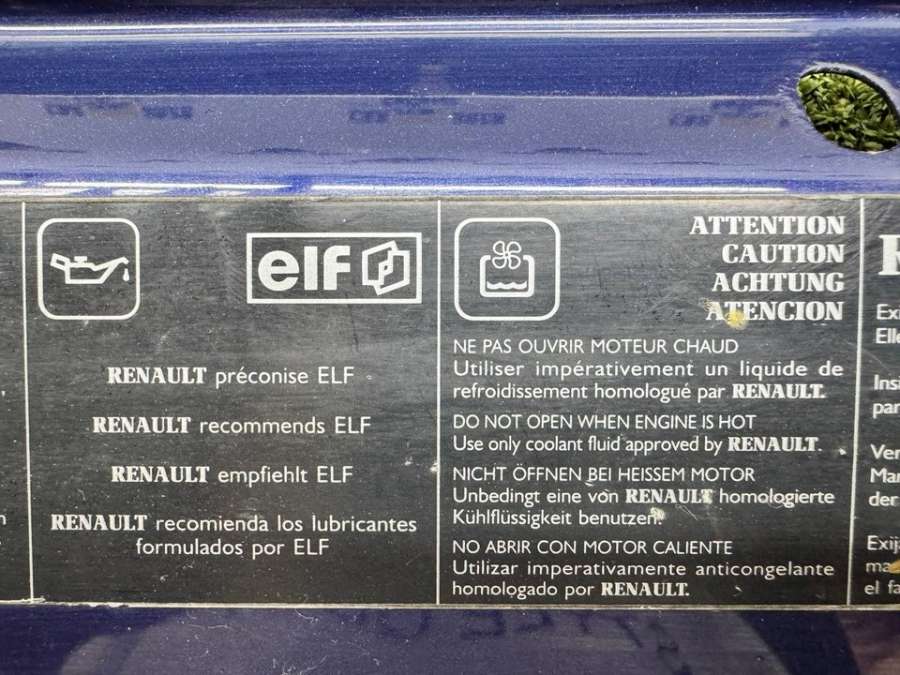 elf
RENAULT préconise ELF
RENAULT recommends ELF
RENAULT empfiehlt ELF
RENAULT recomienda los lubricantes
formulados por ELF
ATTENTION
CAUTION
ACHTUNG
ATENCION
NE PAS OUVRIR MOTEUR CHAUD
Utiliser impérativement un liquide de
refroidissement homologué par RENAULT.
DO NOT OPEN WHEN ENGINE IS HOT
Use only coolant fluid approved by RENAULT.
NICHT ÖFFNEN BEI HEISSEM MOTOR
Unbedingt eine von RENAULT homologierte
Kühlflüssigkeit benutzen.
NO ABRIR CON MOTOR CALIENTE
Utilizar imperativamente anticongelante
homologado por RENAULT.
der
el